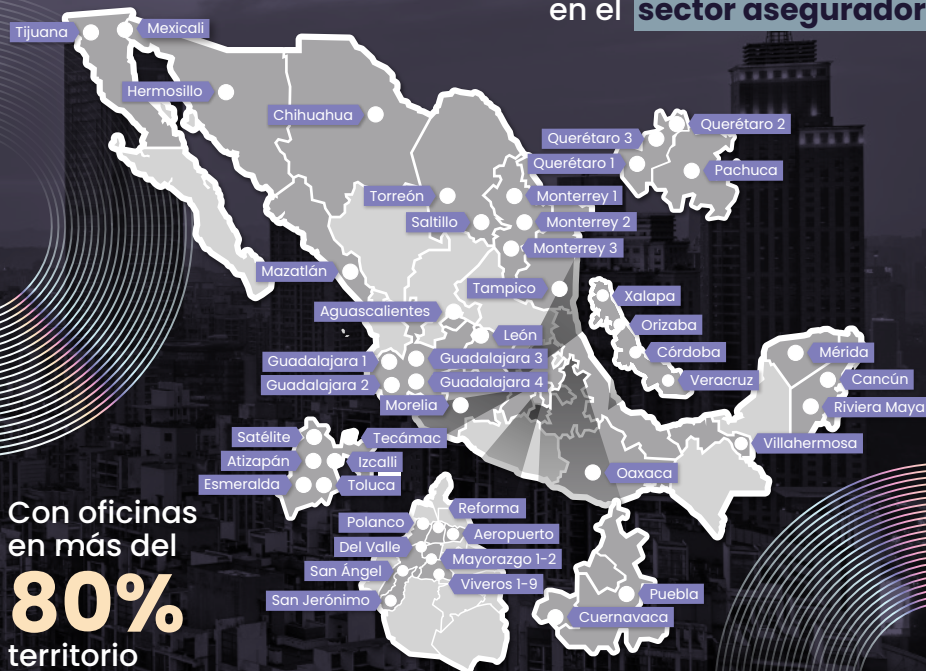 en el sector asegurador
Tijuana
Mexicali
Hermosillo
Chihuahua
Querétaro 2
Querétaro 3
Querétaro 1
Pachuca
Torreón
Monterrey 1
Saltillo
Monterrey 2
Monterrey 3
Mazatlán
Tampico
Xalapa
Aguascalientes
Orizaba
León
Guadalajara 1
Guadalajara 3
Córdoba
Mérida
Guadalajara 2
Guadalajara 4
Veracruz
Cancún
Morelia
Riviera Maya
Satélite
Tecámac
Villahermosa
Atizapán
Izcalli
Oaxaca
Esmeralda
Toluca
Reforma
Polanco
Aeropuerto
Del Valle
Mayorazgo 1-2
San Ángel
Viveros 1-9
San Jerónimo
Puebla
Cuernavaca
Con oficinas
en más del
80%
territorio